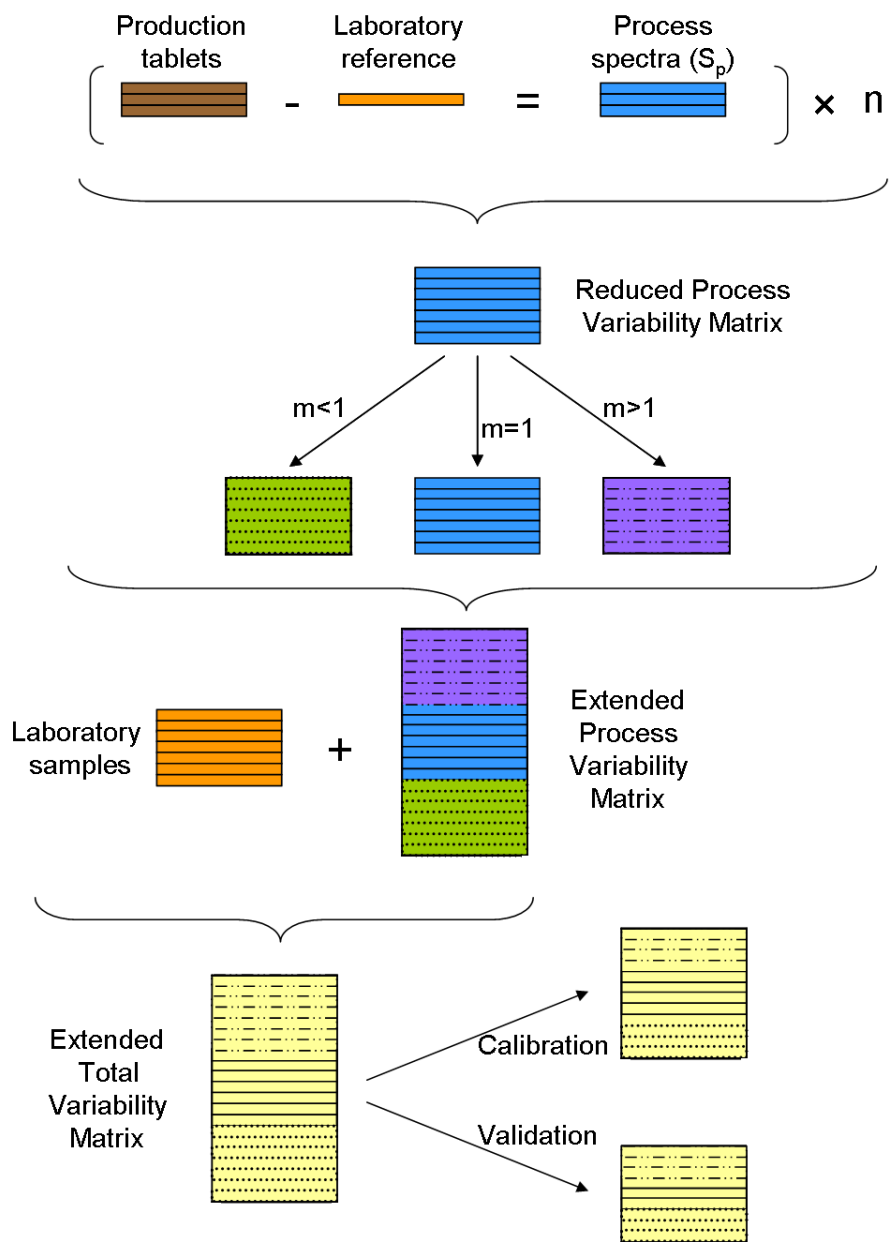 Production tablets
Laboratory reference
Process spectra (Sp)
- = × n
Reduced Process
Variability Matrix
m<1
m=1
m>1
Laboratory
samples
+
Extended
Process
Variability
Matrix
Extended
Total
Variability
Matrix
Calibration
Validation